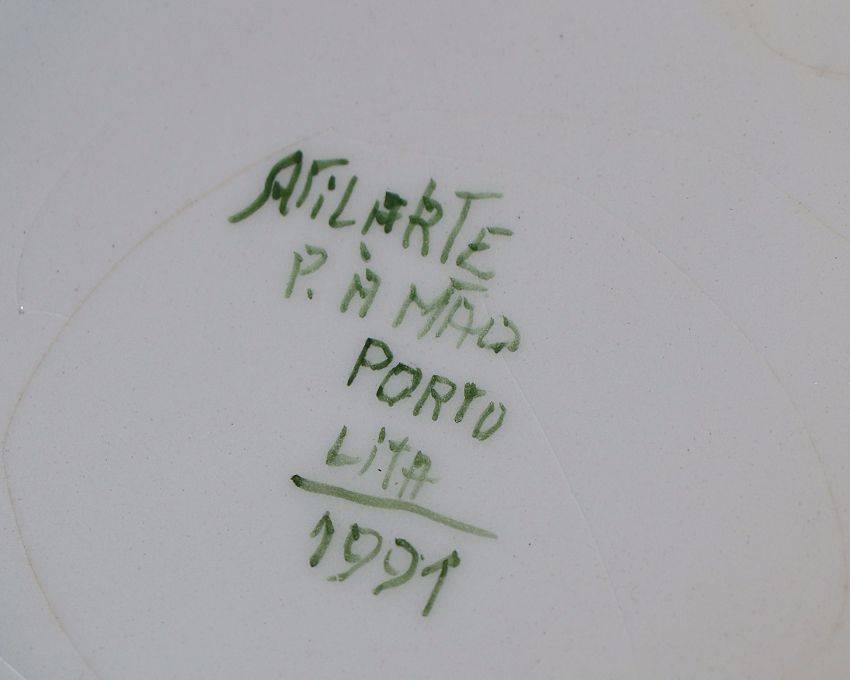 ATiLARTE
P. À MÃO
PORTO
LiTA
1991